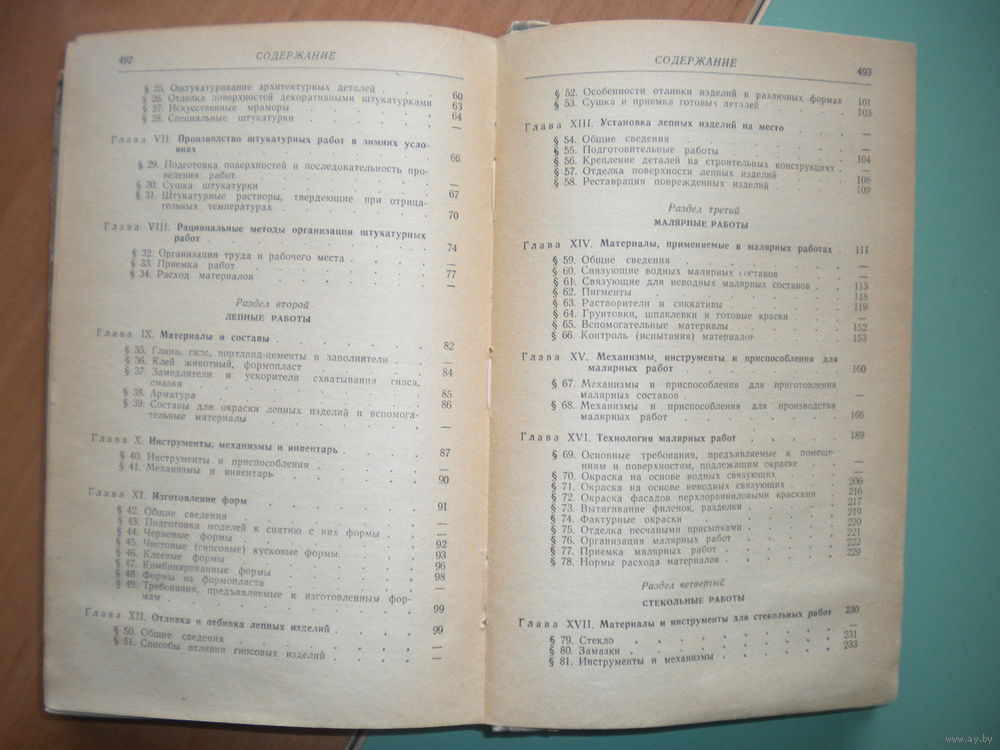 492
СОДЕРЖАНИЕ
§ 25. Оштукатуривание архитектурных деталей . 60
§ 26. Отделка поверхностей декоративными штукатурками 63
§ 27. Искусственные мраморы 64
§ 28. Специальные штукатурки —
Глава VII. Производство штукатурных работ в зимних усло-
виях 66
§ 29. Подготовка поверхностей и последовательность про-
ведения работ —
§ 30. Сушка штукатурки 67
§ 31. Штукатурные растворы, твердеющие при отрица-
тельных температурах 70
Глава VIII. Рациональные методы организации штукатурных
работ 74
§ 32. Организация труда и рабочего места —
§ 33. Приемка работ 77
§ 34. Расход материалов —
Раздел второй
ЛЕПНЫЕ РАБОТЫ
Глава IX. Материалы и составы 82
§ 35. Глина, гипс, портланд-цементы и заполнители —
§ 36. Клей животный, формопласт 84
§ 37. Замедлители и ускорители схватывания гипса,
смазки 85
§ 38. Арматура 86
§ 39. Составы для окраски лепных изделий и вспомога-
тельные материалы —
Глава X. Инструменты, механизмы и инвентарь 87
§ 40. Инструменты и приспособления —
§ 41. Механизмы и инвентарь 90
Глава XI. Изготовление форм 91
§ 42. Общие сведения —
§ 43. Подготовка моделей к снятию с них формы —
§ 44. Черновые формы 92
§ 45. Чистовые (гипсовые) кусковые формы. 93
§ 46. Клеевые формы 96
§ 47. Комбинированные формы 98
§ 48. Формы из формопласта —
§ 49. Требования, предъявляемые к изготовленным фор-
мам 99
Глава XII. Отливка и отбивка лепных изделий 99
§ 50. Общие сведения —
§ 51. Способы отливки гипсовых изделий —
СОДЕРЖАНИЕ
493
§ 52. Особенности отливки изделий в различных формах 101
§ 53. Сушка и приемка готовых деталей 103
Глава XIII. Установка лепных изделий на место —
§ 54. Общие сведения —
§ 55. Подготовительные работы —
§ 56. Крепление деталей на строительных конструкциях 104
§ 57. Отделка поверхности лепных изделий 108
§ 58. Реставрация поврежденных изделий 109
Раздел третий
МАЛЯРНЫЕ РАБОТЫ
Глава XIV. Материалы, применяемые в малярных работах 111
§ 59. Общие сведения —
§ 60. Связующие водных малярных составов —
§ 61. Связующие для неводных малярных составов 113
§ 62. Пигменты 118
§ 63. Растворители и сиккативы 119
§ 64. Грунтовки, шпаклевки и готовые краски —
§ 65. Вспомогательные материалы 152
§ 66. Контроль (испытания) материалов 153
Глава XV. Механизмы, инструменты и приспособления для
малярных работ 160
§ 67. Механизмы и приспособления для приготовления
малярных составов —
§ 68. Механизмы и приспособления для производства
малярных работ 166
Глава XVI. Технология малярных работ 189
§ 69. Основные требования, предъявляемые к помеще-
ниям и поверхностям, подлежащим окраске —
§ 70. Окраска на основе водных связующих —
§ 71. Окраска на основе неводных связующих 206
§ 72. Окраска фасадов перхлорвиниловыми красками 216
§ 73. Вытягивание филенок, разделки 217
§ 74. Фактурные окраски 219
§ 75. Отделка песчаными присыпками 220
§ 76. Организация малярных работ 221
§ 77. Приемка малярных работ 222
§ 78. Нормы расхода материалов 229
Раздел четвертый
СТЕКОЛЬНЫЕ РАБОТЫ
Глава XVII. Материалы и инструменты для стекольных работ 230
§ 79. Стекло —
§ 80. Замазки 231
§ 81. Инструменты и механизмы 233
www.ay.by